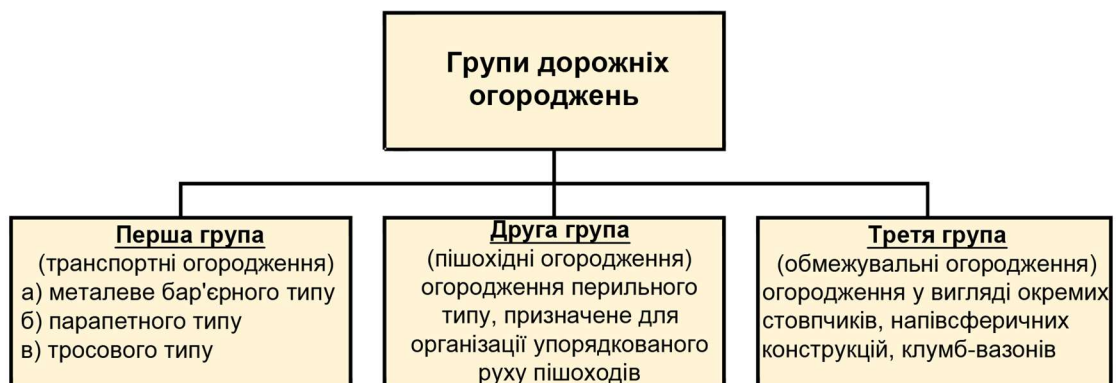 Групи дорожніх
огороджень
Перша група
(транспортні огородження)
а) металеве бар'єрного типу
б) парапетного типу
в) тросового типу
Друга група
(пішохідні огородження)
огородження перильного
типу, призначене для
організації упорядкованого
руху пішоходів
Третя група
(обмежувальні огородження)
огородження у вигляді окремих
стовпчиків, напівсферичних
конструкцій, клумб-вазонів